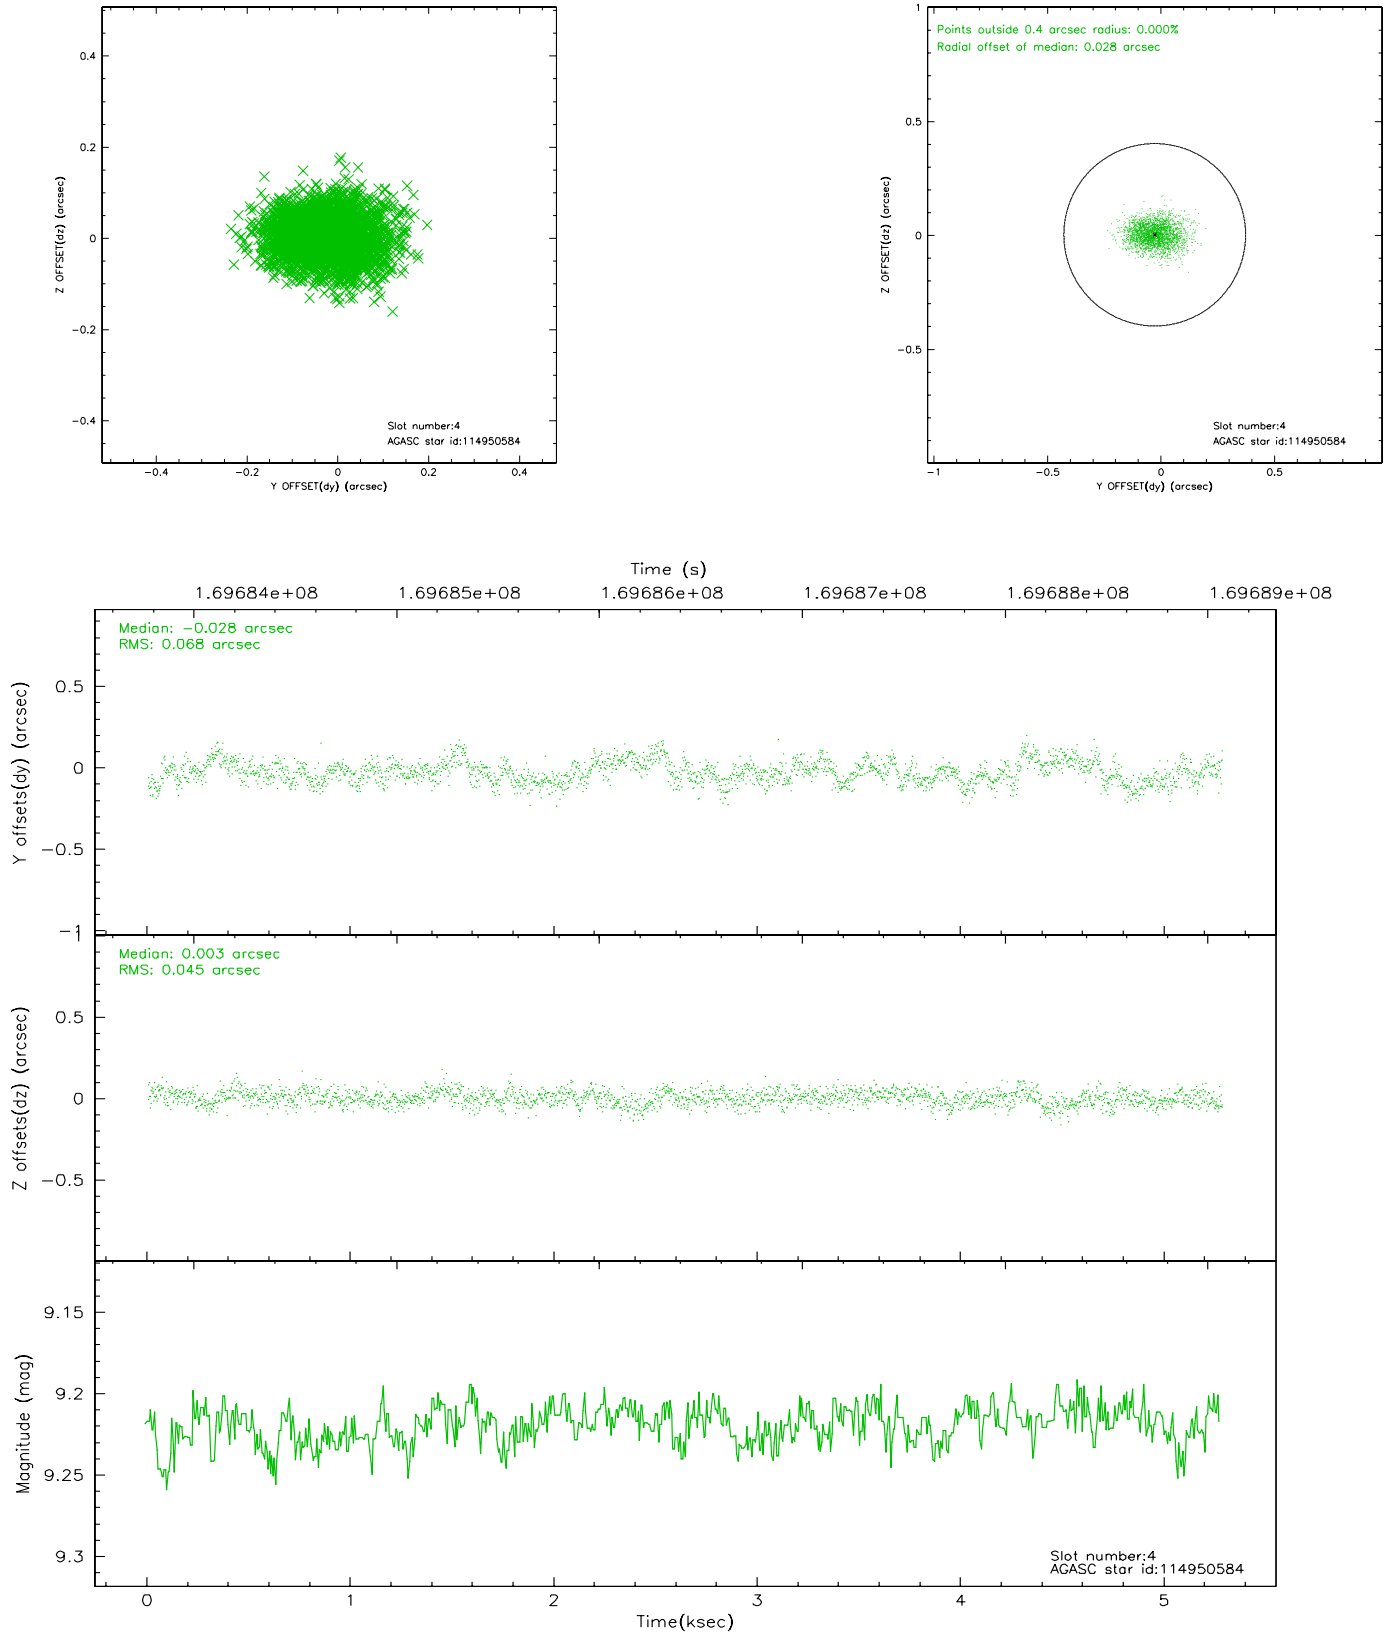 0.4
0.2
0
−0.2
−0.4
Z OFFSET(dz) (arcsec)
Slot number:4
AGASC star id:114950584
−0.4 −0.2 0 0.2 0.4
Y OFFSET(dy) (arcsec)
1
0.5
0
−0.5
−1 −0.5 0 0.5
Z OFFSET(dz) (arcsec)
Points outside 0.4 arcsec radius: 0.000%
Radial offset of median: 0.028 arcsec
Slot number:4
AGASC star id:114950584
Y OFFSET(dy) (arcsec)
Time (s)
1.69684e+08 1.69685e+08 1.69686e+08 1.69687e+08 1.69688e+08 1.69689e+08
Median: −0.028 arcsec
RMS: 0.068 arcsec
0.5
0
−0.5
−1
Y offsets(dy) (arcsec)
1
Median: 0.003 arcsec
RMS: 0.045 arcsec
0.5
0
−0.5
Z offsets(dz) (arcsec)
9.15
9.2
9.25
9.3
Magnitude (mag)
Slot number:4
AGASC star id:114950584
0 1 2 3 4 5
Time(ksec)